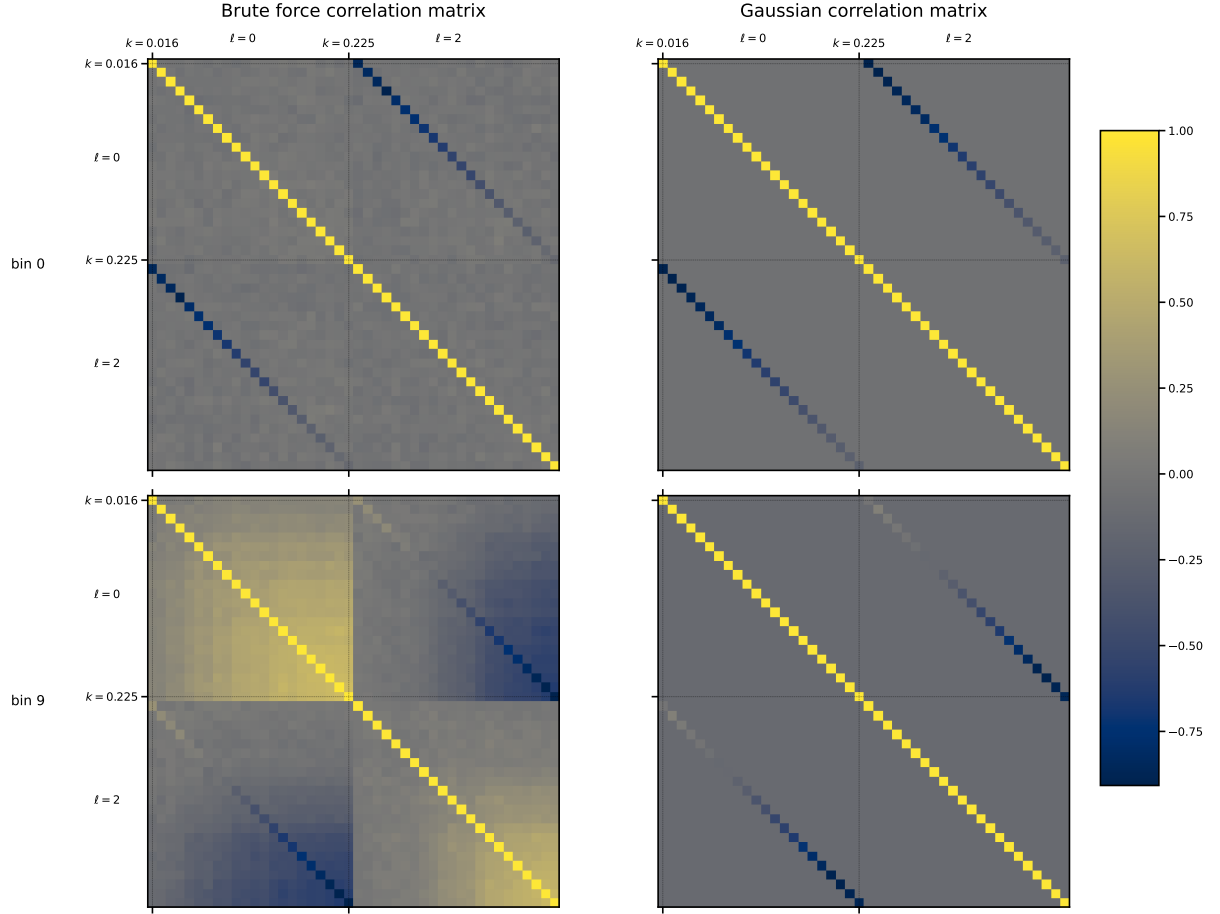 Brute force correlation matrix
Gaussian correlation matrix
k = 0.016
ℓ = 0
k = 0.225
ℓ = 2
k = 0.016
ℓ = 0
k = 0.225
ℓ = 2
k = 0.016
ℓ = 0
bin 0
k = 0.225
ℓ = 2
k = 0.016
ℓ = 0
bin 9
k = 0.225
ℓ = 2
1.00
0.75
0.50
0.25
0.00
−0.25
−0.50
−0.75